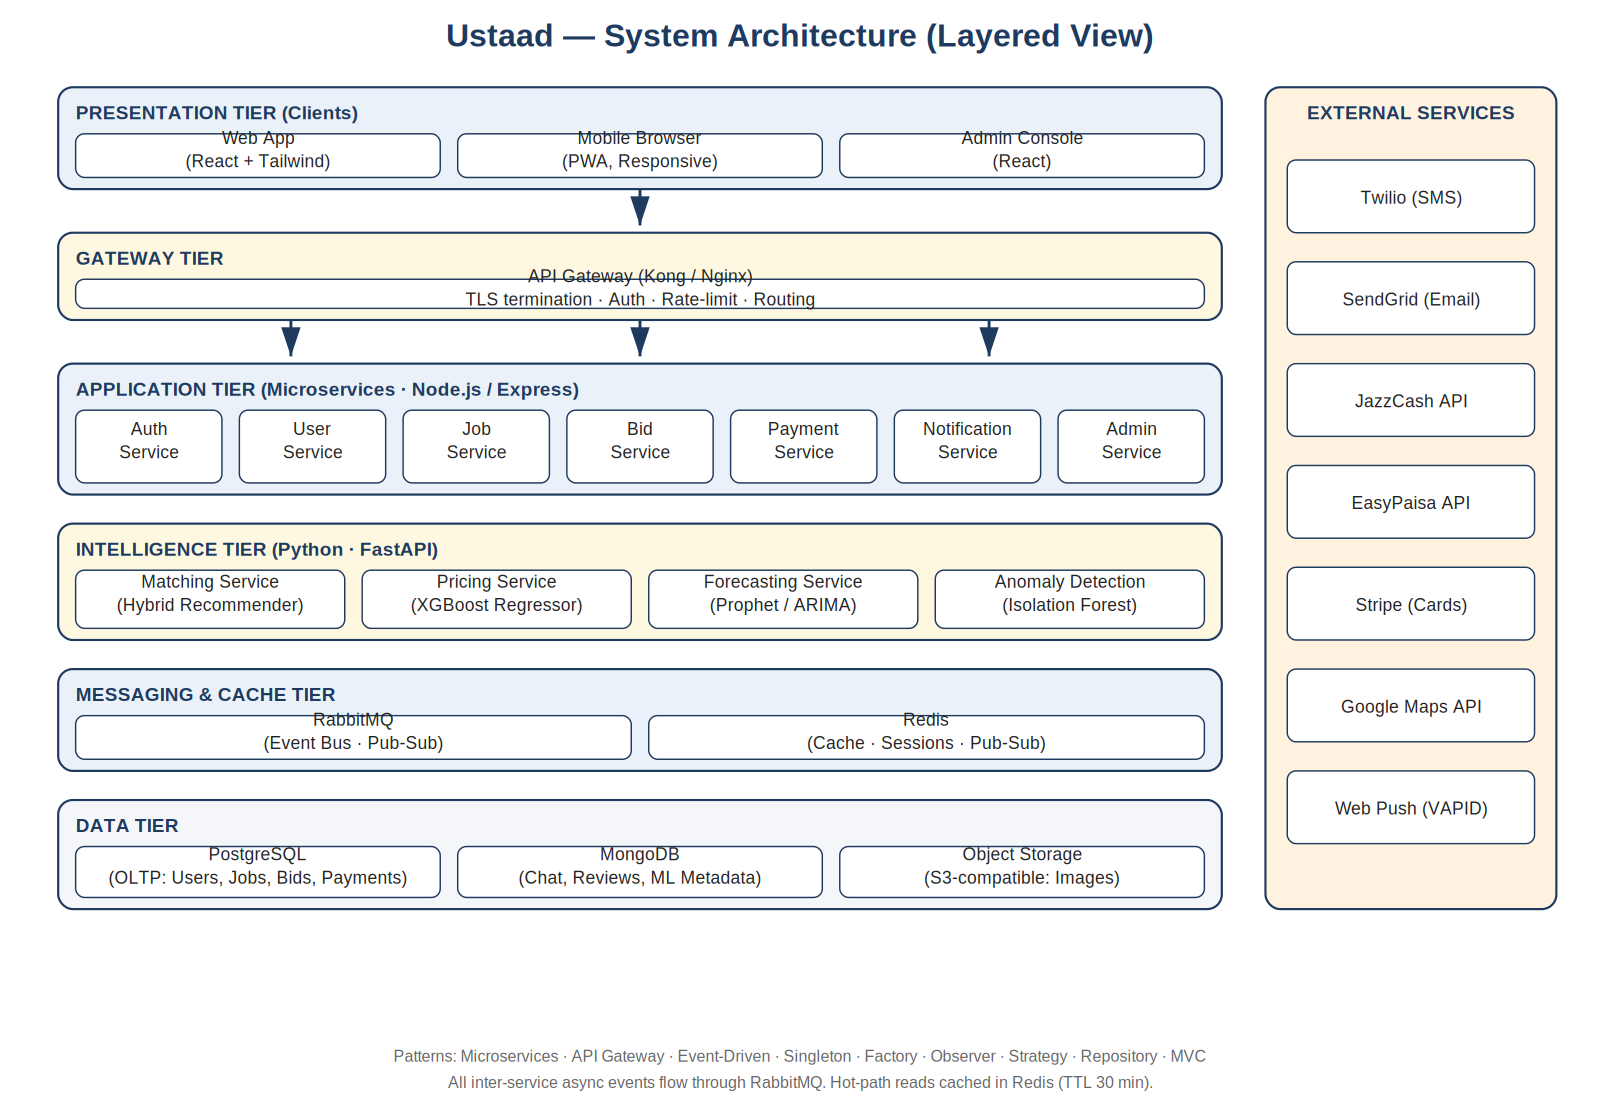 Ustaad — System Architecture (Layered View)
PRESENTATION TIER (Clients)
Web App
(React + Tailwind)
Mobile Browser
(PWA, Responsive)
Admin Console
(React)
GATEWAY TIER
API Gateway (Kong / Nginx)
TLS termination · Auth · Rate-limit · Routing
APPLICATION TIER (Microservices · Node.js / Express)
Auth
Service
User
Service
Job
Service
Bid
Service
Payment
Service
Notification
Service
Admin
Service
INTELLIGENCE TIER (Python · FastAPI)
Matching Service
(Hybrid Recommender)
Pricing Service
(XGBoost Regressor)
Forecasting Service
(Prophet / ARIMA)
Anomaly Detection
(Isolation Forest)
MESSAGING & CACHE TIER
RabbitMQ
(Event Bus · Pub-Sub)
Redis
(Cache · Sessions · Pub-Sub)
DATA TIER
PostgreSQL
(OLTP: Users, Jobs, Bids, Payments)
MongoDB
(Chat, Reviews, ML Metadata)
Object Storage
(S3-compatible: Images)
EXTERNAL SERVICES
Twilio (SMS)
SendGrid (Email)
JazzCash API
EasyPaisa API
Stripe (Cards)
Google Maps API
Web Push (VAPID)
Patterns: Microservices · API Gateway · Event-Driven · Singleton · Factory · Observer · Strategy · Repository · MVC
All inter-service async events flow through RabbitMQ. Hot-path reads cached in Redis (TTL 30 min).